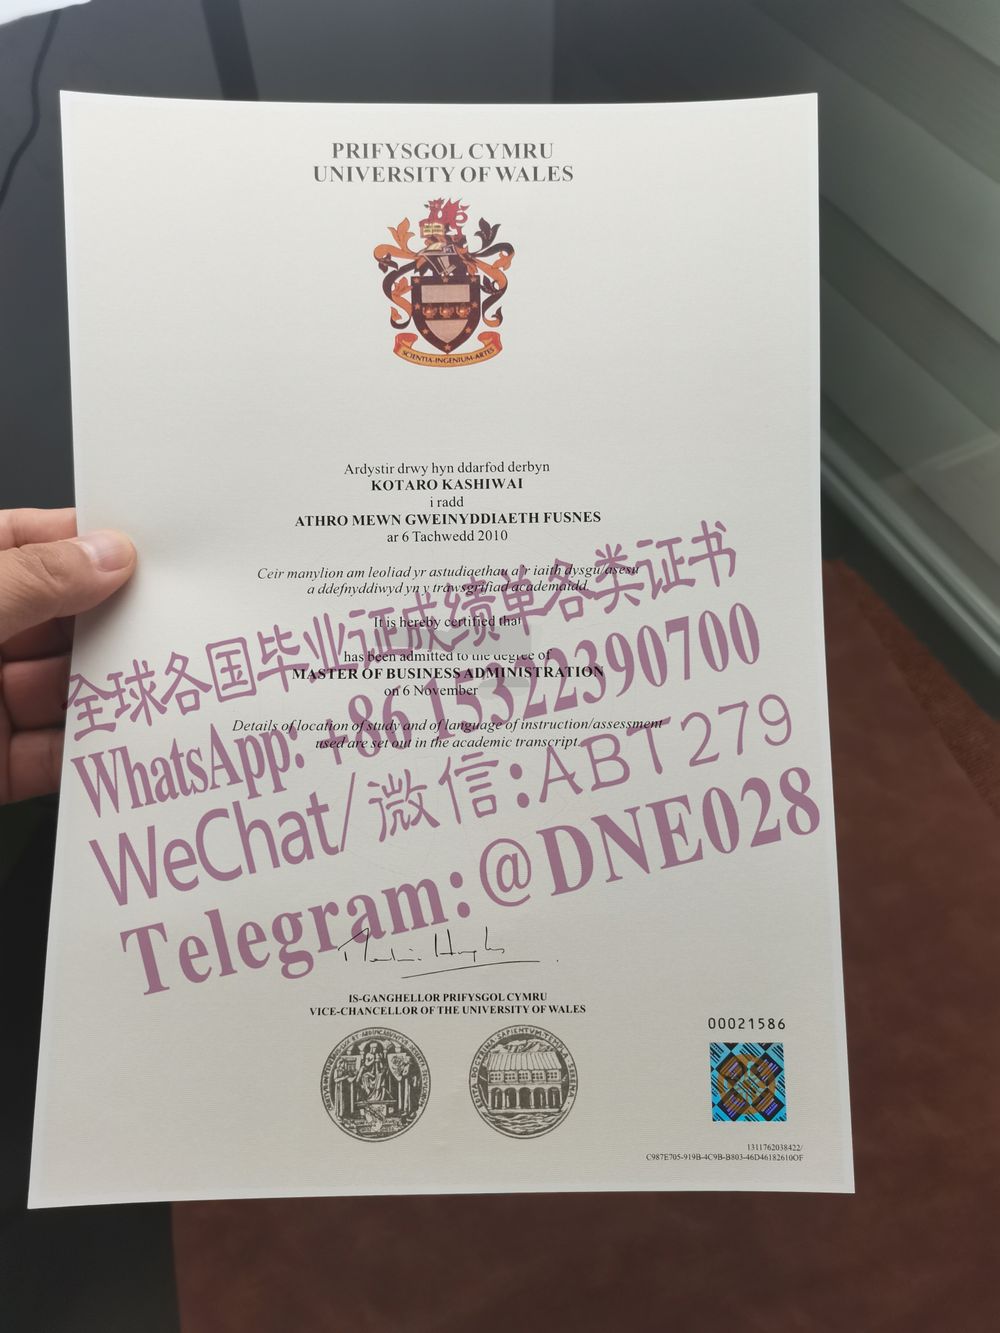 PRIFYSGOL CYMRU
UNIVERSITY OF WALES
SCIENTIA·INGENIUM·ARTES
Ardystir drwy hyn ddarfod derbyn
KOTARO KASHIWAI
i radd
ATHRO MEWN GWEINYDDIAETH FUSNES
ar 6 Tachwedd 2010
Ceir manylion am leoliad yr astudiaethau a'r iaith dysgu/asesu
a ddefnyddiwyd yn y trawsgrifiad academaidd.
It is hereby certified that
has been admitted to the degree of
MASTER OF BUSINESS ADMINISTRATION
on 6 November
Details of location of study and of language of instruction/assessment
used are set out in the academic transcript.
全球各国毕业证成绩单各类证书
WhatsApp: +86 15322390700
WeChat/微信:ABT279
Telegram:@DNE028
IS-GANGHELLOR PRIFYSGOL CYMRU
VICE-CHANCELLOR OF THE UNIVERSITY OF WALES
00021586
1311762038422/
C987E705-919B-4C9B-B803-46D46182610F